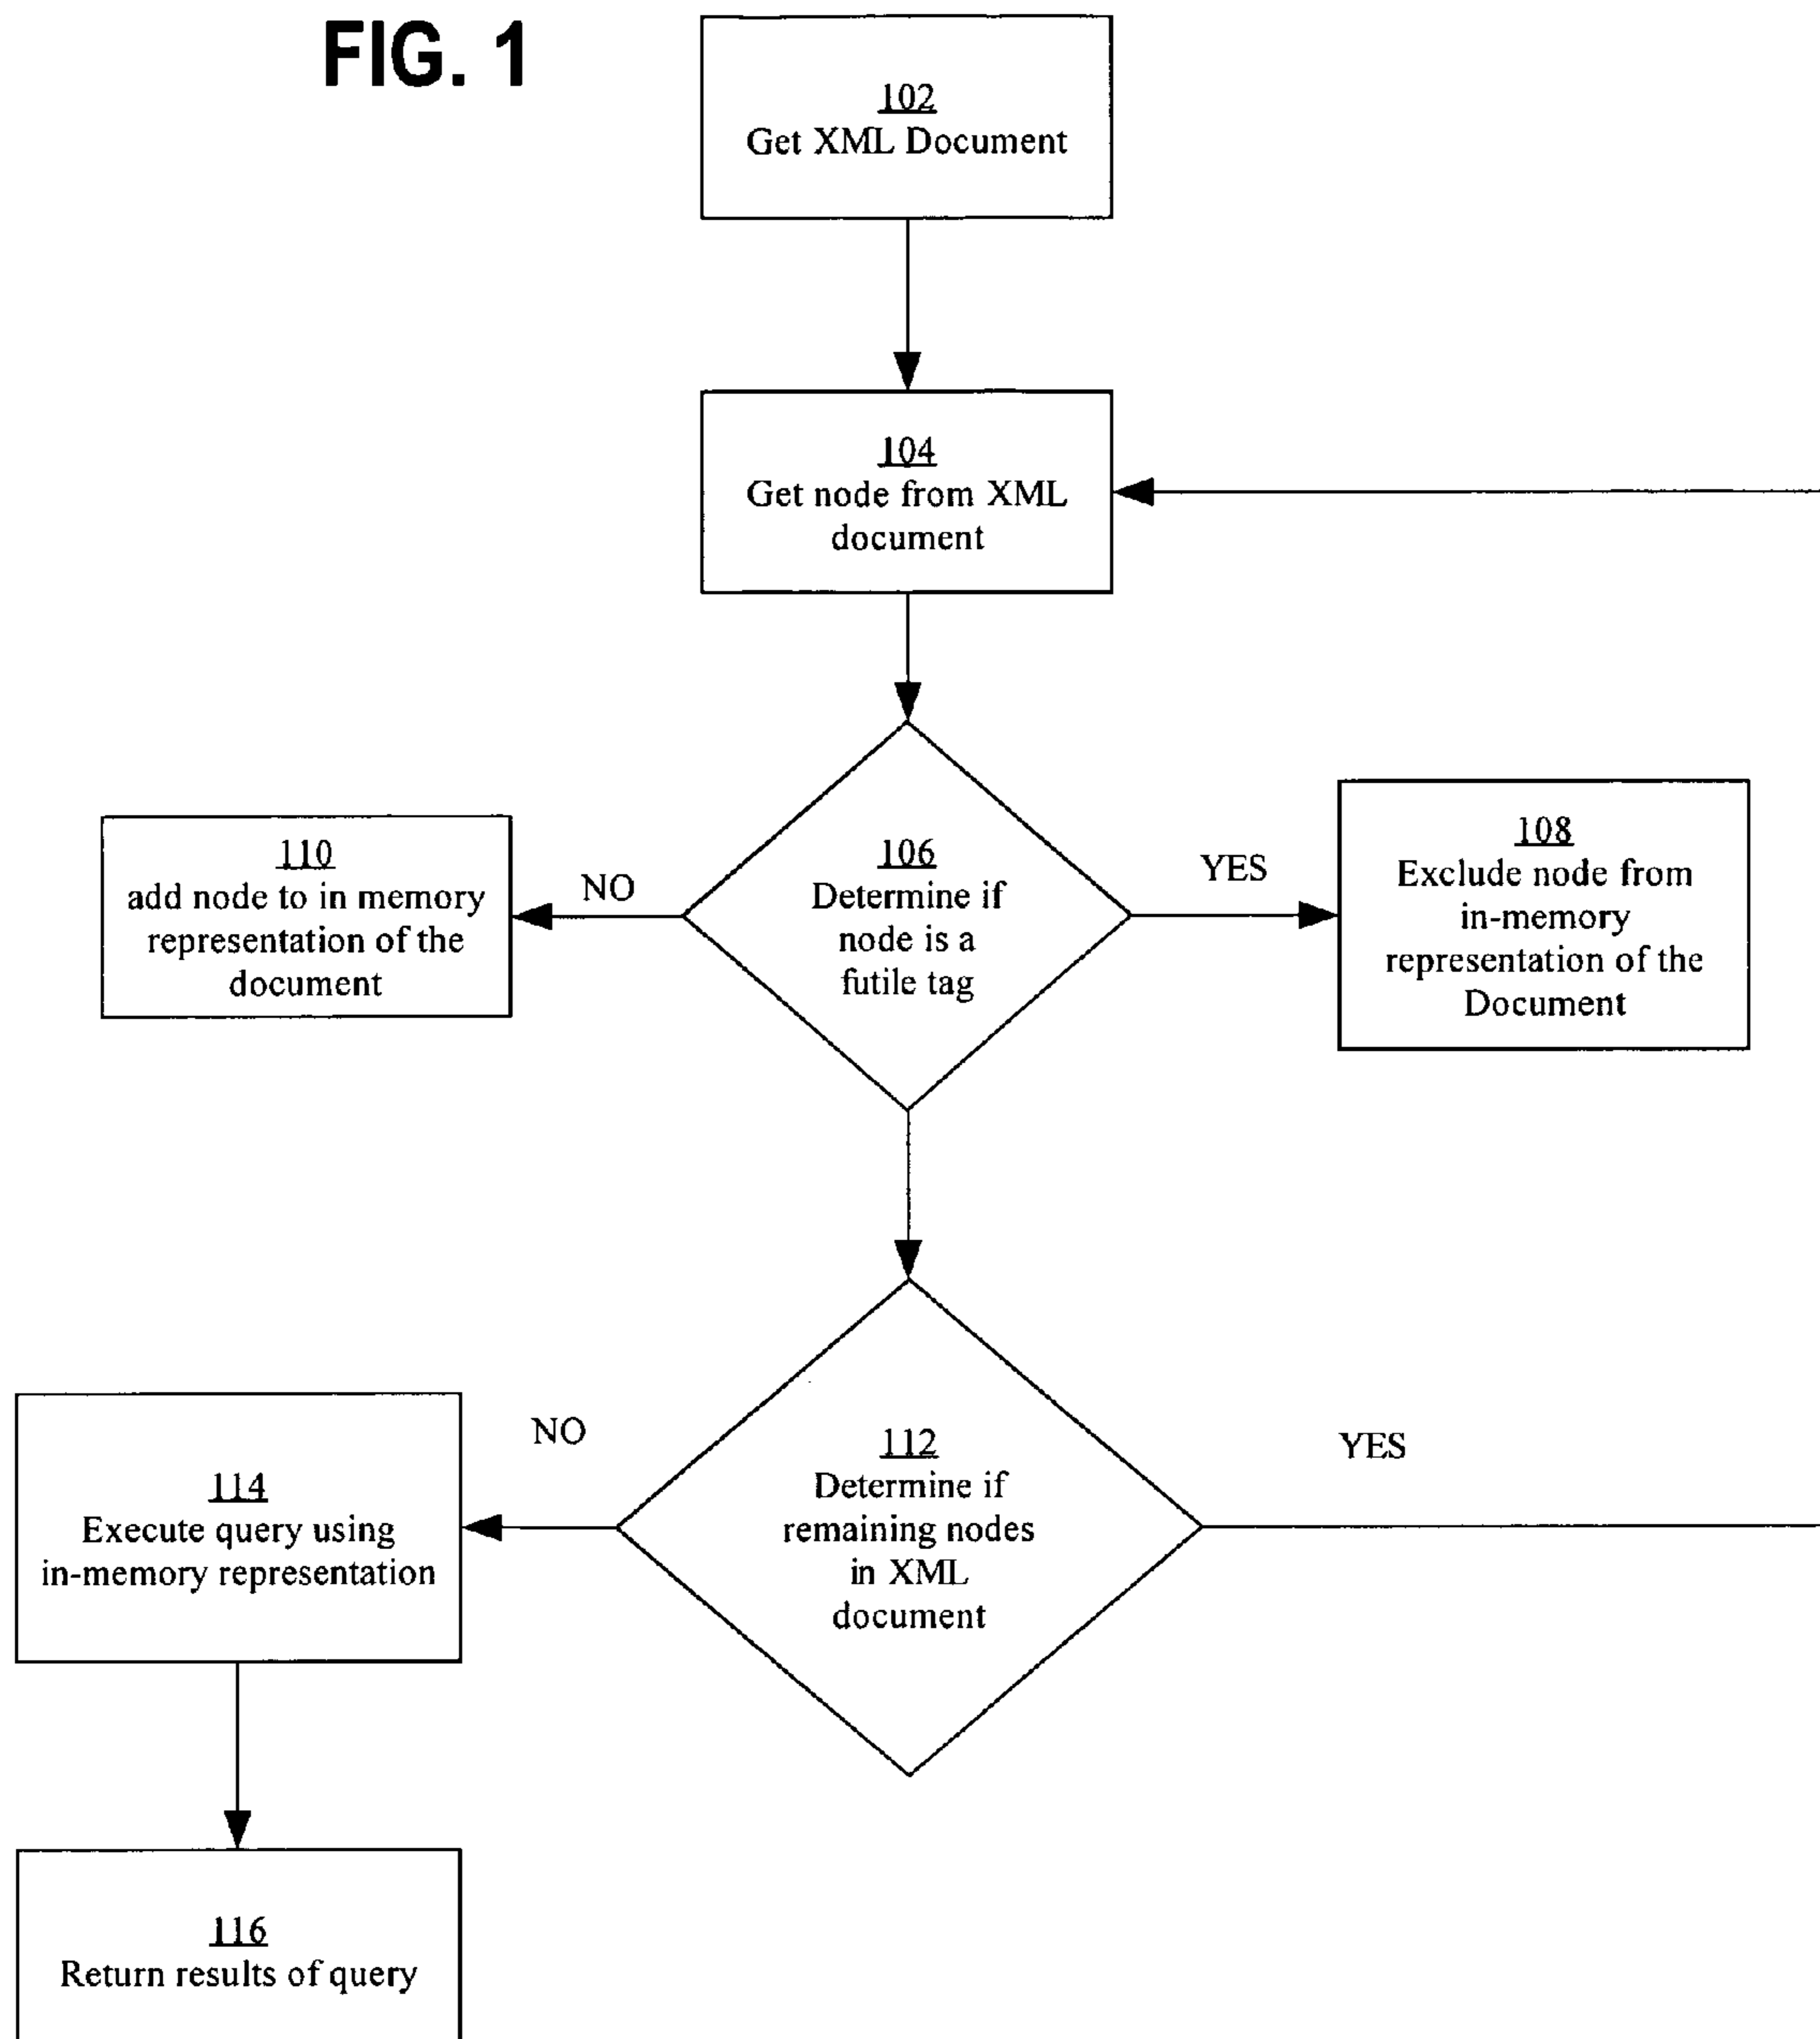 FIG. 1
102
Get XML Document
104
Get node from XML
document
106
Determine if
node is a
futile tag
NO
YES
110
add node to in memory
representation of the
document
108
Exclude node from
in-memory
representation of the
Document
112
Determine if
remaining nodes
in XML
document
NO
YES
114
Execute query using
in-memory representation
116
Return results of query